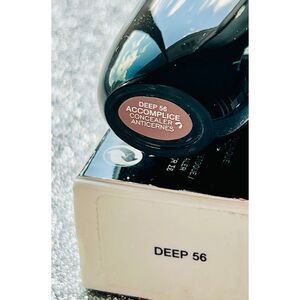 DEEP 56
ACCOMPLICE
CONCEALER
ANTICERNES
DEEP 56